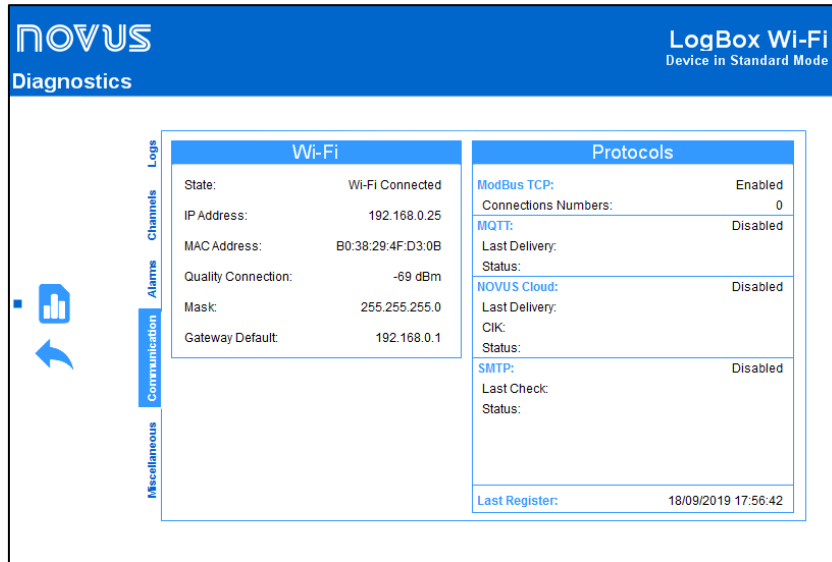 novus
LogBox Wi-Fi
Device in Standard Mode
Diagnostics
Logs
Channels
Alarms
Communication
Miscellaneous
Wi-Fi
State: Wi-Fi Connected
IP Address: 192.168.0.25
MAC Address: B0:38:29:4F:D3:0B
Quality Connection: -69 dBm
Mask: 255.255.255.0
Gateway Default: 192.168.0.1
Protocols
ModBus TCP: Enabled
Connections Numbers: 0
MQTT: Disabled
Last Delivery:
Status:
NOVUS Cloud: Disabled
Last Delivery:
CIK:
Status:
SMTP: Disabled
Last Check:
Status:
Last Register: 18/09/2019 17:56:42